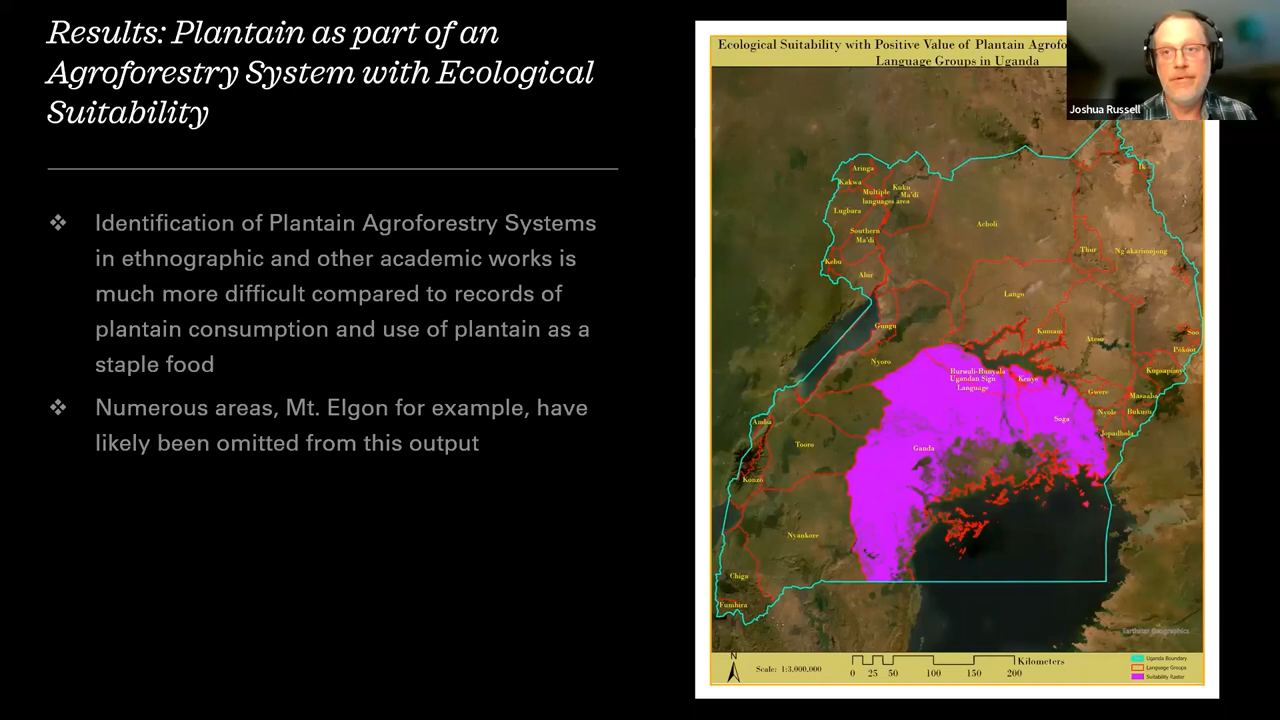 Results: Plantain as part of an
Agroforestry System with Ecological
Suitability
❖ Identification of Plantain Agroforestry Systems
in ethnographic and other academic works is
much more difficult compared to records of
plantain consumption and use of plantain as a
staple food
❖ Numerous areas, Mt. Elgon for example, have
likely been omitted from this output
Ecological Suitability with Positive Value of Plantain Agrofo
Language Groups in Uganda
Joshua Russell
Aringa
Kakwa
Multiple
languages area
Kuku
Ma'di
Lugbara
Southern
Ma'di
Kebu
Alur
Acholi
Ik
Thur
Ng'akarimojong
Lango
Gungu
Kumam
Ateso
Soo
Pökoot
Nyoro
Ruruuli-Runyala
Ugandan Sign
Language
Kenye
Kupsapiiny
Gwere
Masaaba
Nyole
Bukusu
Amba
Soga
Jopadhola
Tooro
Ganda
Konzo
Nyankore
Chiga
Fumbira
Earthstar Geographics
N
Scale: 1:3,000,000
Kilometers
0 25 50 100 150 200
Uganda Boundary
Language Groups
Suitability Raster